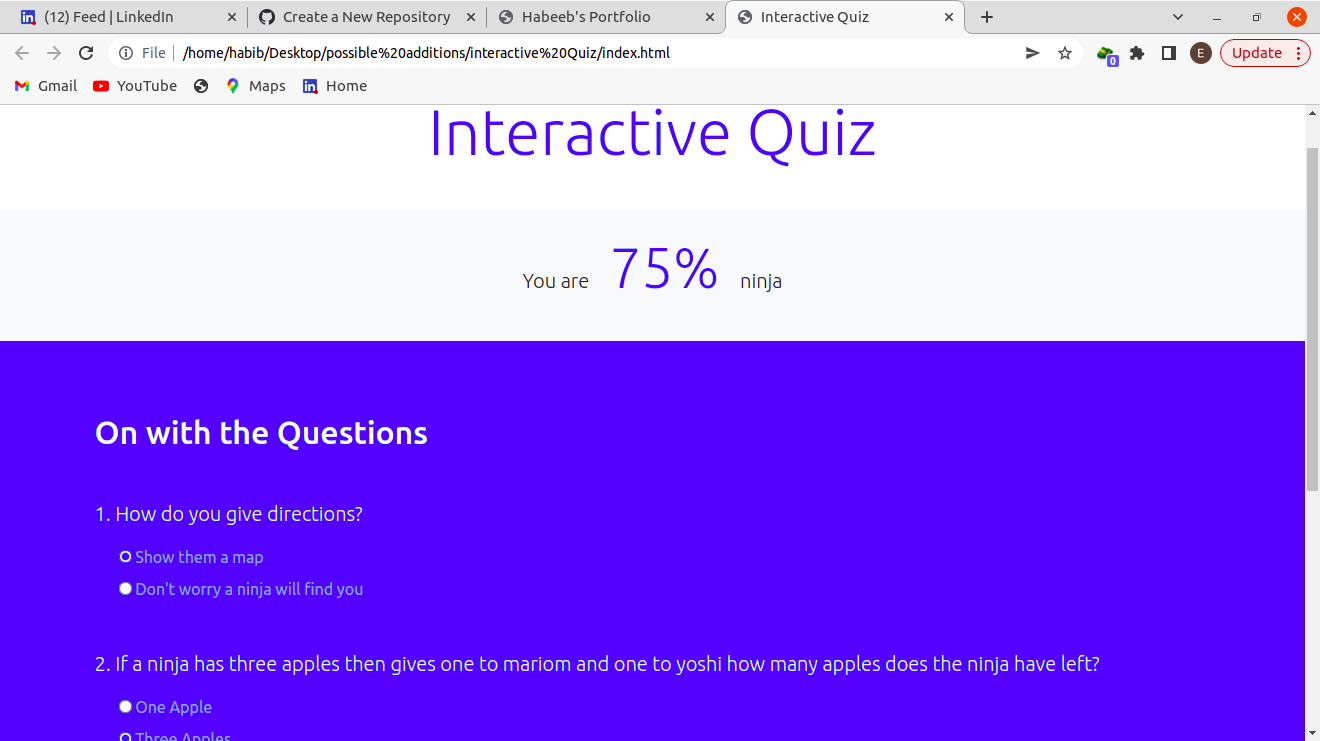 (12) Feed | LinkedIn
Create a New Repository
Habeeb's Portfolio
Interactive Quiz
File
/home/habib/Desktop/possible%20additions/interactive%20Quiz/index.html
0
E
Update
Gmail
YouTube
Maps
Home
Interactive Quiz
You are 75% ninja
On with the Questions
1. How do you give directions?
Show them a map
Don't worry a ninja will find you
2. If a ninja has three apples then gives one to mariom and one to yoshi how many apples does the ninja have left?
One Apple
Three Apples